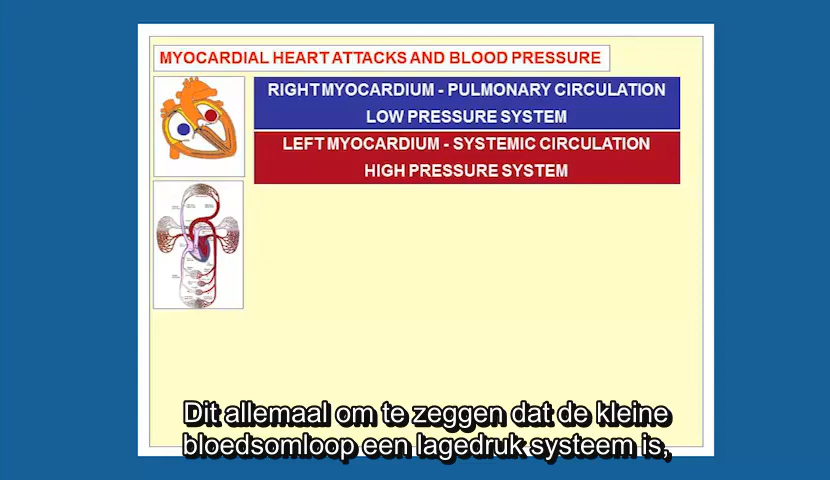 MYOCARDIAL HEART ATTACKS AND BLOOD PRESSURE
RIGHT MYOCARDIUM - PULMONARY CIRCULATION
LOW PRESSURE SYSTEM
LEFT MYOCARDIUM - SYSTEMIC CIRCULATION
HIGH PRESSURE SYSTEM
Dit allemaal om te zeggen dat de kleine
bloedsomloop een lagedruk systeem is,